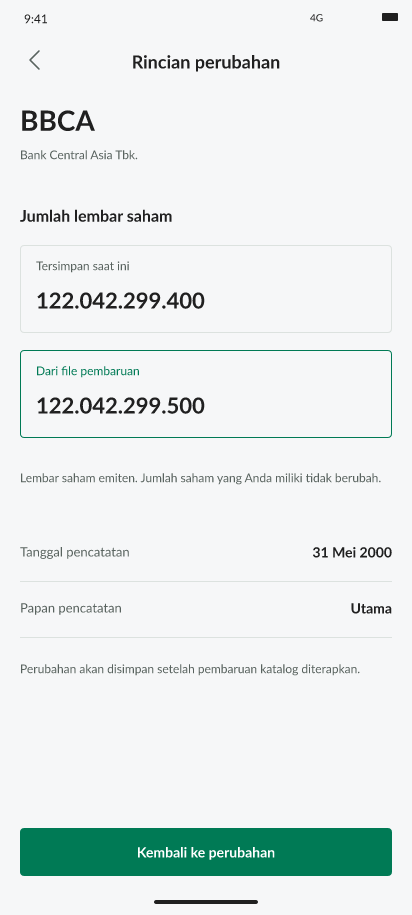 9:41
4G
Rincian perubahan
BBCA
Bank Central Asia Tbk.
Jumlah lembar saham
Tersimpan saat ini
122.042.299.400
Dari file pembaruan
122.042.299.500
Lembar saham emiten. Jumlah saham yang Anda miliki tidak berubah.
Tanggal pencatatan 31 Mei 2000
Papan pencatatan Utama
Perubahan akan disimpan setelah pembaruan katalog diterapkan.
Kembali ke perubahan